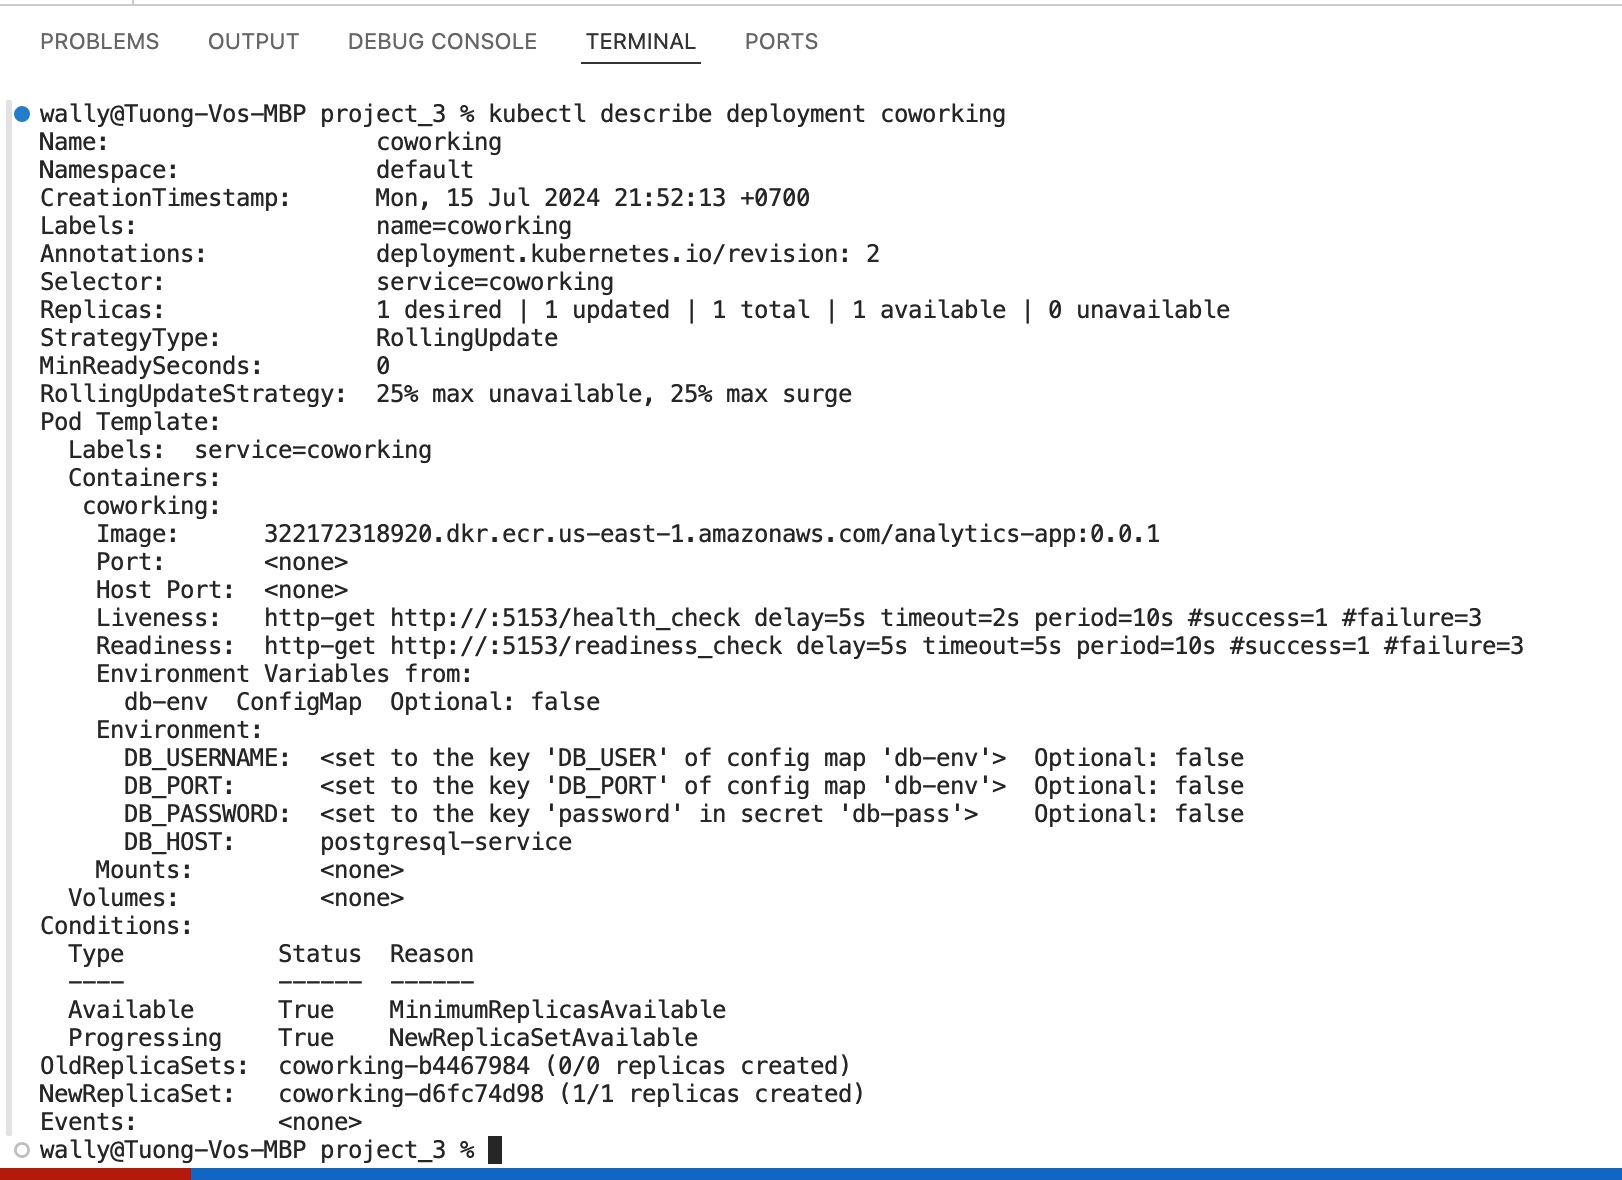 PROBLEMS OUTPUT DEBUG CONSOLE TERMINAL PORTS
wally@Tuong-Vos-MBP project_3 % kubectl describe deployment coworking
Name:                   coworking
Namespace:              default
CreationTimestamp:      Mon, 15 Jul 2024 21:52:13 +0700
Labels:                 name=coworking
Annotations:            deployment.kubernetes.io/revision: 2
Selector:               service=coworking
Replicas:               1 desired | 1 updated | 1 total | 1 available | 0 unavailable
StrategyType:           RollingUpdate
MinReadySeconds:        0
RollingUpdateStrategy:  25% max unavailable, 25% max surge
Pod Template:
  Labels:  service=coworking
  Containers:
   coworking:
    Image:      322172318920.dkr.ecr.us-east-1.amazonaws.com/analytics-app:0.0.1
    Port:       <none>
    Host Port:  <none>
    Liveness:   http-get http://:5153/health_check delay=5s timeout=2s period=10s #success=1 #failure=3
    Readiness:  http-get http://:5153/readiness_check delay=5s timeout=5s period=10s #success=1 #failure=3
    Environment Variables from:
      db-env  ConfigMap  Optional: false
    Environment:
      DB_USERNAME:  <set to the key 'DB_USER' of config map 'db-env'>  Optional: false
      DB_PORT:      <set to the key 'DB_PORT' of config map 'db-env'>  Optional: false
      DB_PASSWORD:  <set to the key 'password' in secret 'db-pass'>    Optional: false
      DB_HOST:      postgresql-service
    Mounts:         <none>
  Volumes:          <none>
Conditions:
  Type           Status  Reason
  ----           ------  ------
  Available      True    MinimumReplicasAvailable
  Progressing    True    NewReplicaSetAvailable
OldReplicaSets:  coworking-b4467984 (0/0 replicas created)
NewReplicaSet:   coworking-d6fc74d98 (1/1 replicas created)
Events:          <none>
wally@Tuong-Vos-MBP project_3 %